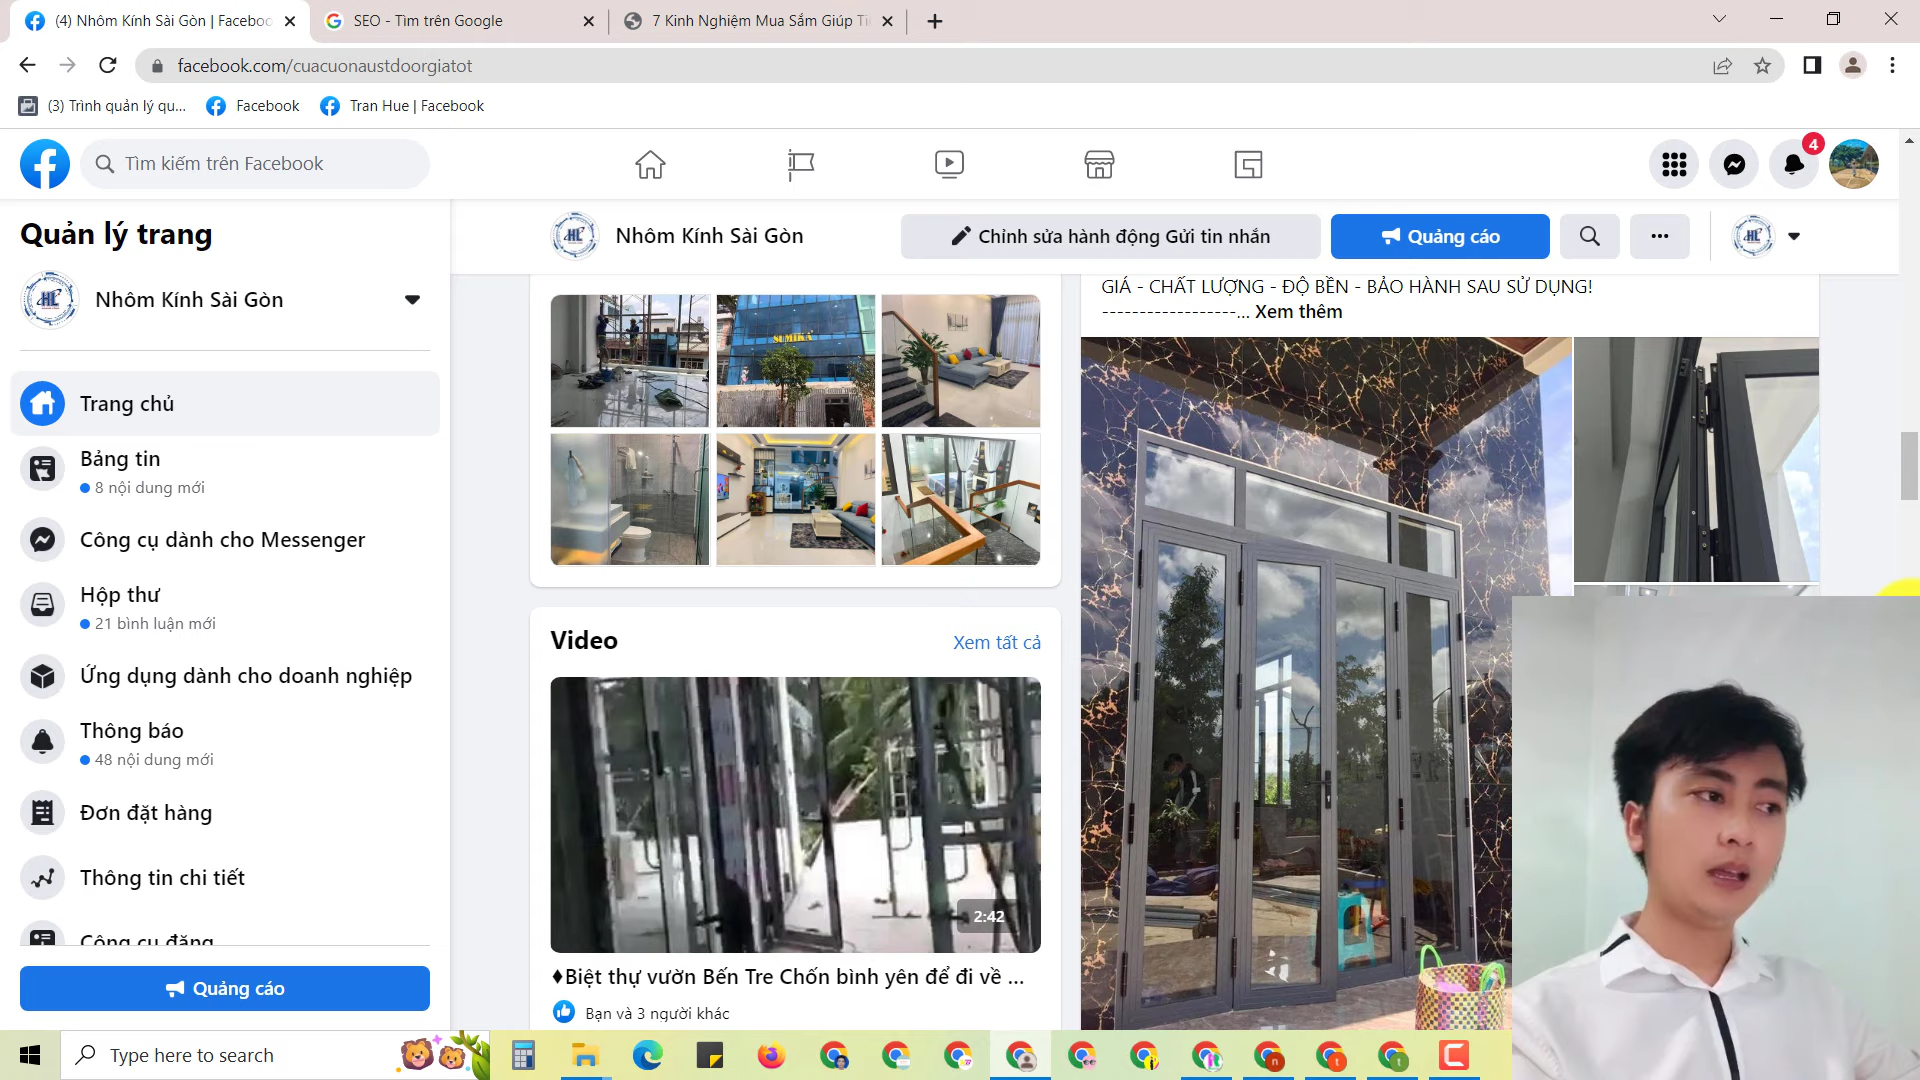 (4) Nhôm Kính Sài Gòn | Facebo
SEO - Tìm trên Google
7 Kinh Nghiệm Mua Sắm Giúp Ti
facebook.com/cuacuonaustdoorgiatot
(3) Trình quản lý qu...
Facebook
Tran Hue | Facebook
Tìm kiếm trên Facebook
4
Quản lý trang
Nhôm Kính Sài Gòn
Chỉnh sửa hành động Gửi tin nhắn
Quảng cáo
Nhôm Kính Sài Gòn
Trang chủ
Bảng tin
8 nội dung mới
Công cụ dành cho Messenger
Hộp thư
21 bình luận mới
Ứng dụng dành cho doanh nghiệp
Thông báo
48 nội dung mới
Đơn đặt hàng
Thông tin chi tiết
Công cụ đăng
Quảng cáo
SUMIKA
Video
Xem tất cả
2:42
♦Biệt thự vườn Bến Tre Chốn bình yên để đi về ...
Bạn và 3 người khác
GIÁ - CHẤT LƯỢNG - ĐỘ BỀN - BẢO HÀNH SAU SỬ DỤNG!
------------------... Xem thêm
Type here to search